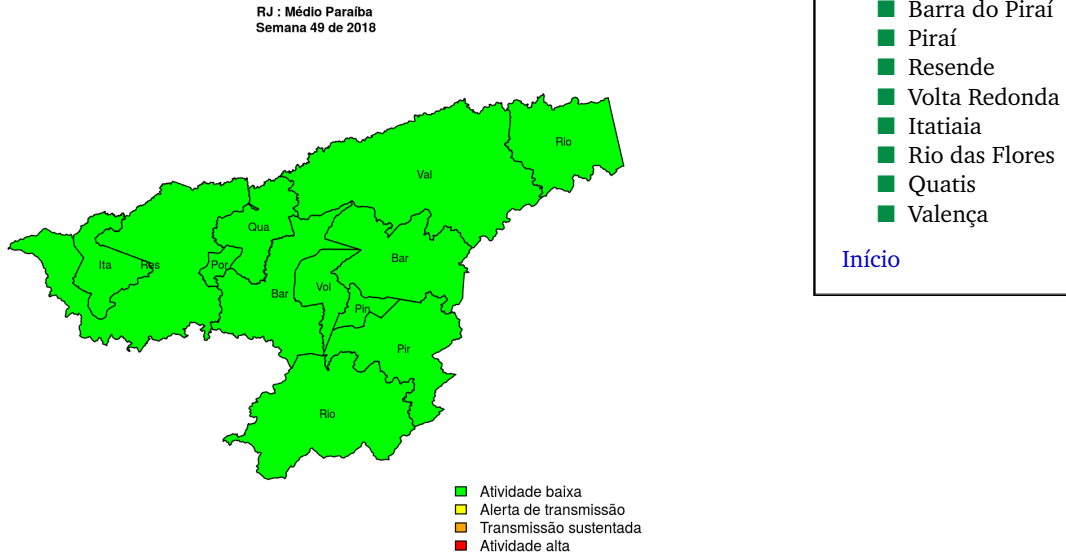 RJ : Médio Paraíba
Semana 49 de 2018
Rio
Val
Qua
Ita
Res
Por
Bar
Bar
Vol
Pin
Pir
Rio
Atividade baixa
Alerta de transmissão
Transmissão sustentada
Atividade alta
Barra do Piraí
Piraí
Resende
Volta Redonda
Itatiaia
Rio das Flores
Quatis
Valença
Início